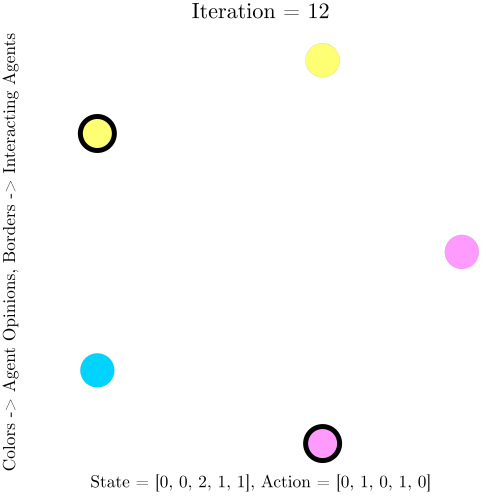 Iteration = 12
Colors -> Agent Opinions, Borders -> Interacting Agents
State = [0, 0, 2, 1, 1], Action = [0, 1, 0, 1, 0]